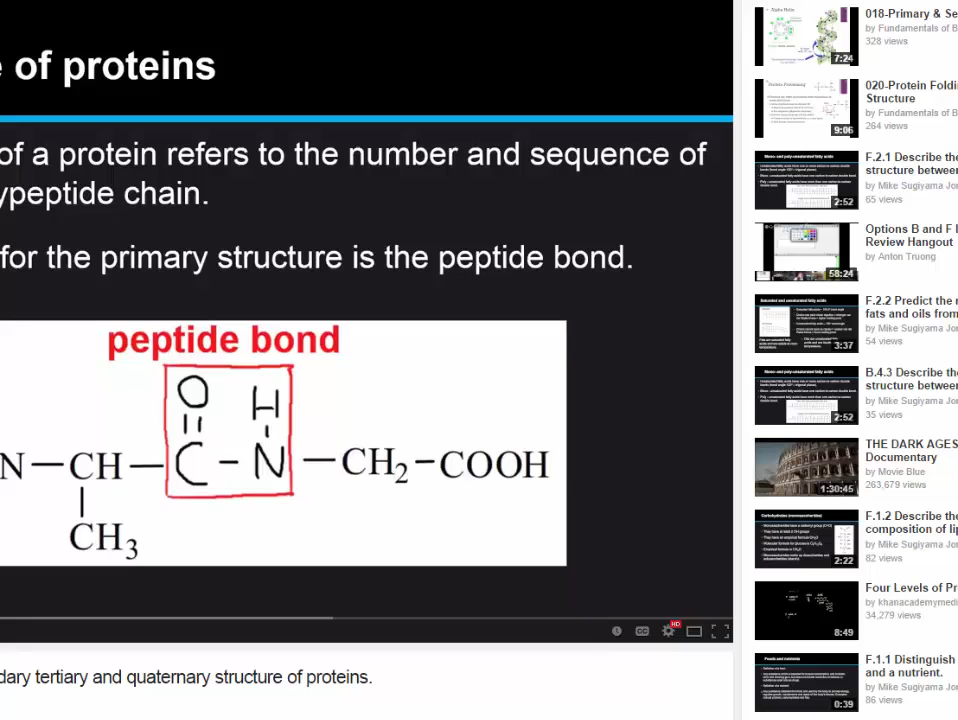 e of proteins
of a protein refers to the number and sequence of
ypeptide chain.
for the primary structure is the peptide bond.
peptide bond
O H
N—CH—C-N—CH2-COOH
CH3
HD
CC
dary tertiary and quaternary structure of proteins.
7:24
018-Primary & Se
by Fundamentals of B
328 views
9:06
020-Protein Foldi
Structure
by Fundamentals of B
264 views
2:52
F.2.1 Describe the
structure between
by Mike Sugiyama Jo
65 views
58:24
Options B and F I
Review Hangout
by Anton Truong
3:37
F.2.2 Predict the
fats and oils from
by Mike Sugiyama Jo
54 views
2:52
B.4.3 Describe the
structure between
by Mike Sugiyama Jo
35 views
1:30:45
THE DARK AGES
Documentary
by Movie Blue
263,679 views
2:22
F.1.2 Describe the
composition of lip
by Mike Sugiyama Jo
82 views
8:49
Four Levels of Pr
by khanacademymedi
34,279 views
0:39
F.1.1 Distinguish
and a nutrient.
by Mike Sugiyama Jo
86 views